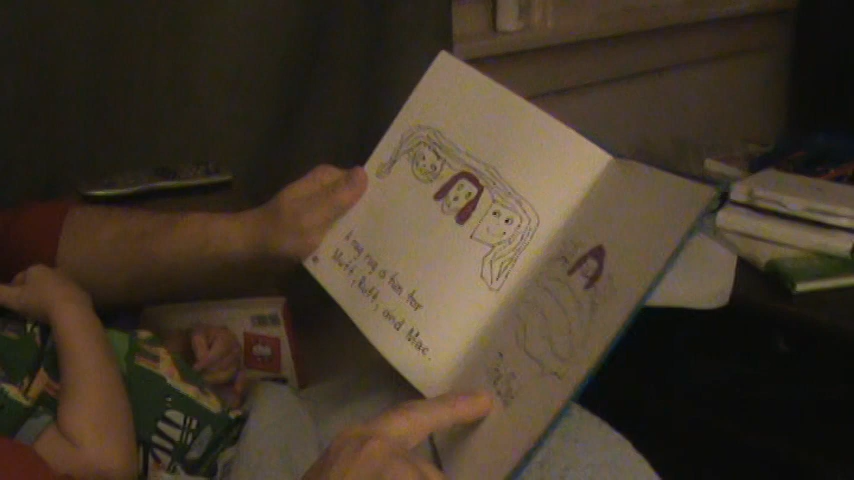 A rag rug is fun for
Muff, Ruff, and Mac.